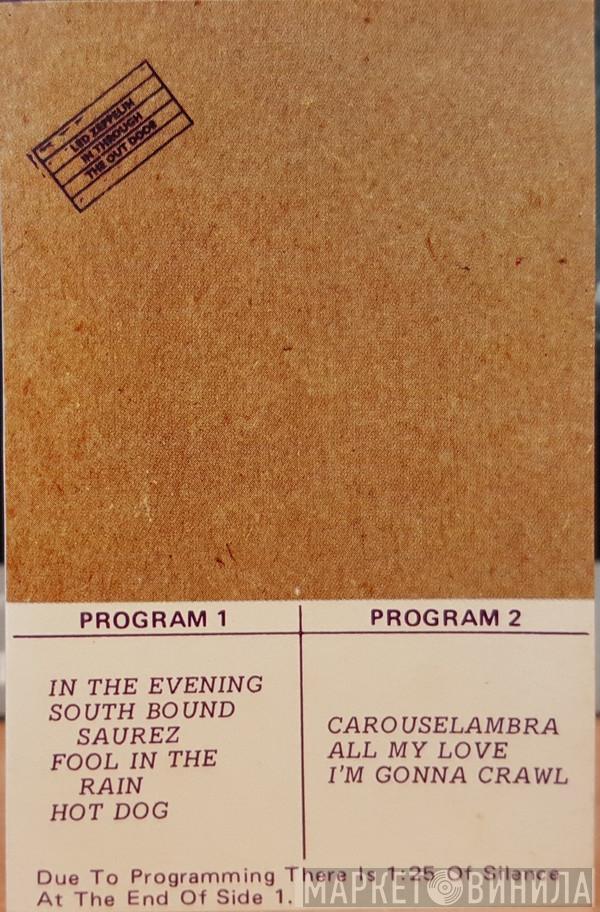 LED ZEPPELIN
IN THROUGH
THE OUT DOOR
PROGRAM 1
IN THE EVENING
SOUTH BOUND
SAUREZ
FOOL IN THE
RAIN
HOT DOG
PROGRAM 2
CAROUSELAMBRA
ALL MY LOVE
I'M GONNA CRAWL
Due To Programming There Is 1:25 Of Silence
At The End Of Side 1.
МАРКЕТ ВИНИЛА